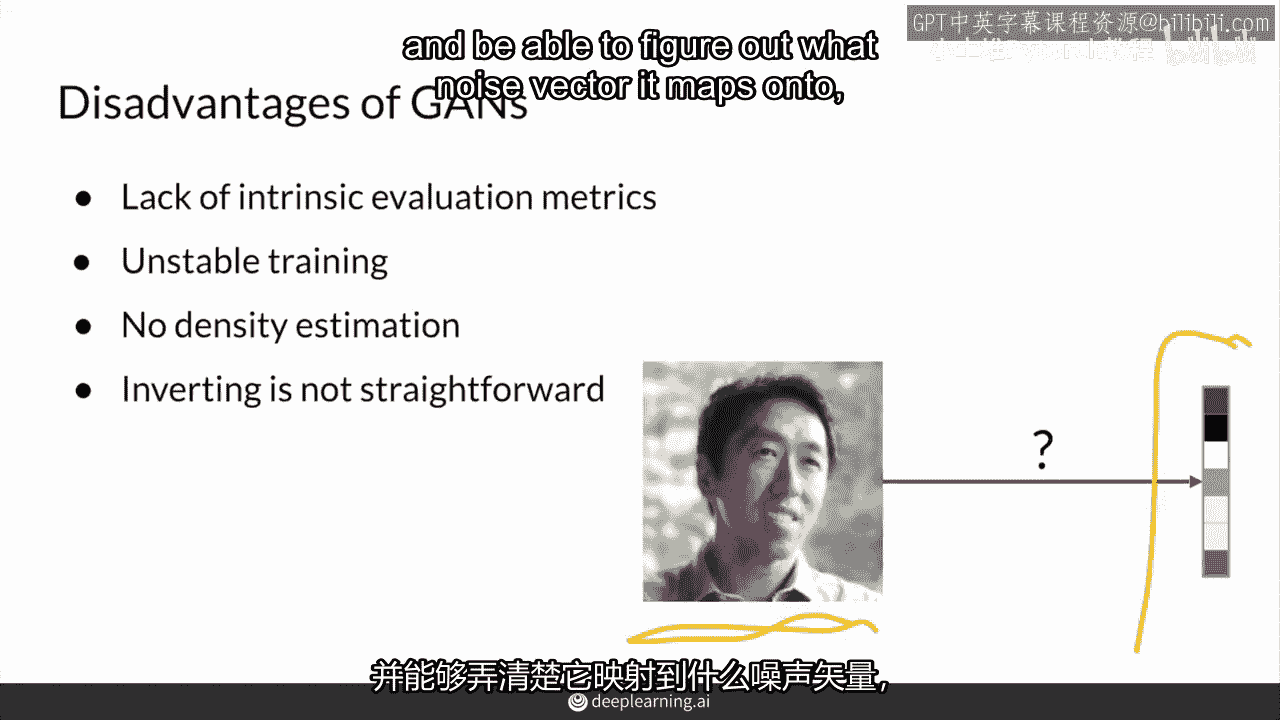 GPT中英字幕课程资源@bilibili.com
and be able to figure out what
noise vector it maps onto,
Disadvantages of GANs
bilibili
● Lack of intrinsic evaluation metrics
● Unstable training
● No density estimation
● Inverting is not straightforward
?
并能够弄清楚它映射到什么噪声矢量，
deeplearning.ai